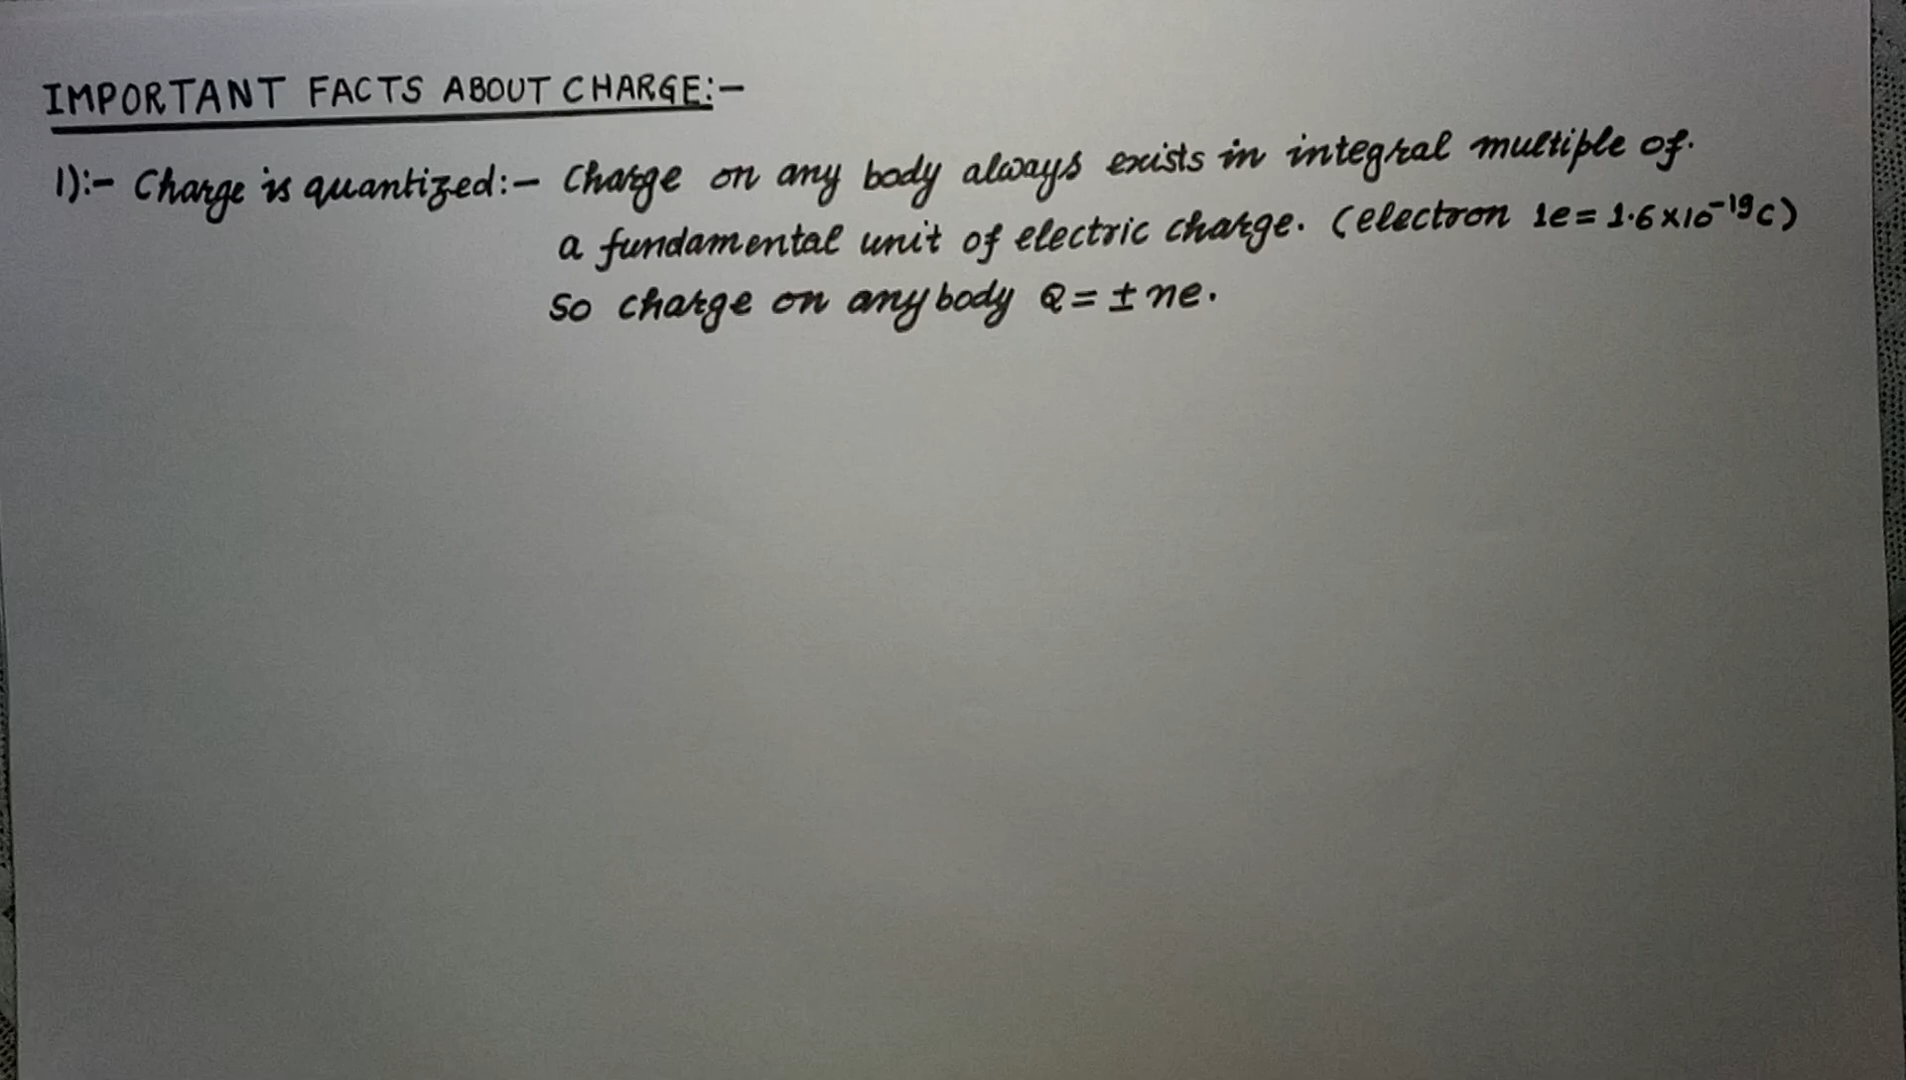 IMPORTANT FACTS ABOUT CHARGE:-
1):- Charge is quantized:- Charge on any body always exists in integral multiple of.
a fundamental unit of electric charge. (electron 1e = 1.6×10⁻¹⁹C)
So charge on any body Q = ± ne.